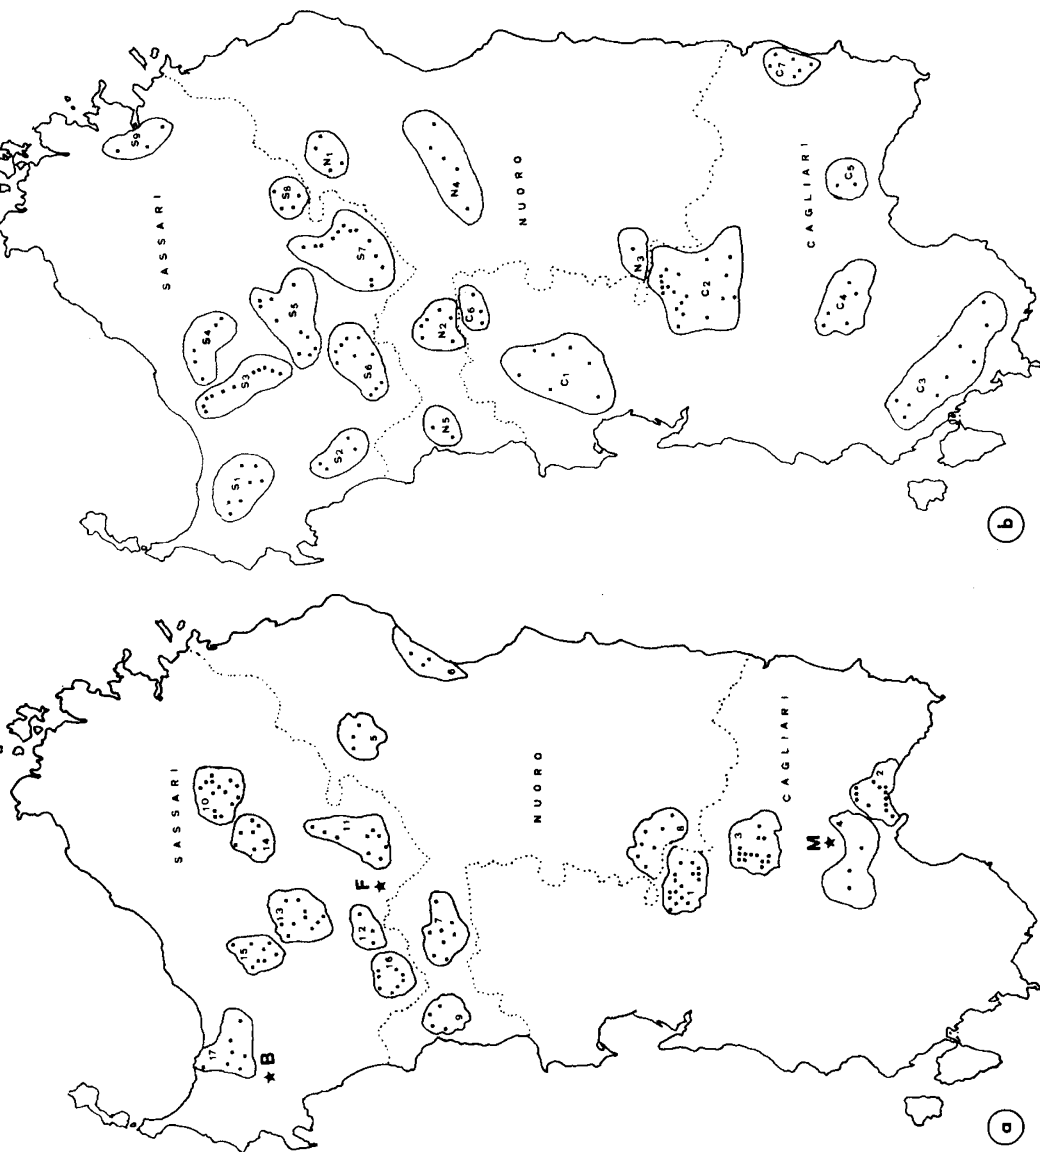 SASSARI
NUORO
CAGLIARI
S1
S2
S3
S4
S5
S6
S7
S8
S9
N1
N2
N3
N4
N5
C1
C2
C3
C4
C5
C6
C7
b
SASSARI
NUORO
CAGLIARI
1
2
3
4
5
6
7
8
9
10
11
12
13
14
15
16
17
B
F
M
a